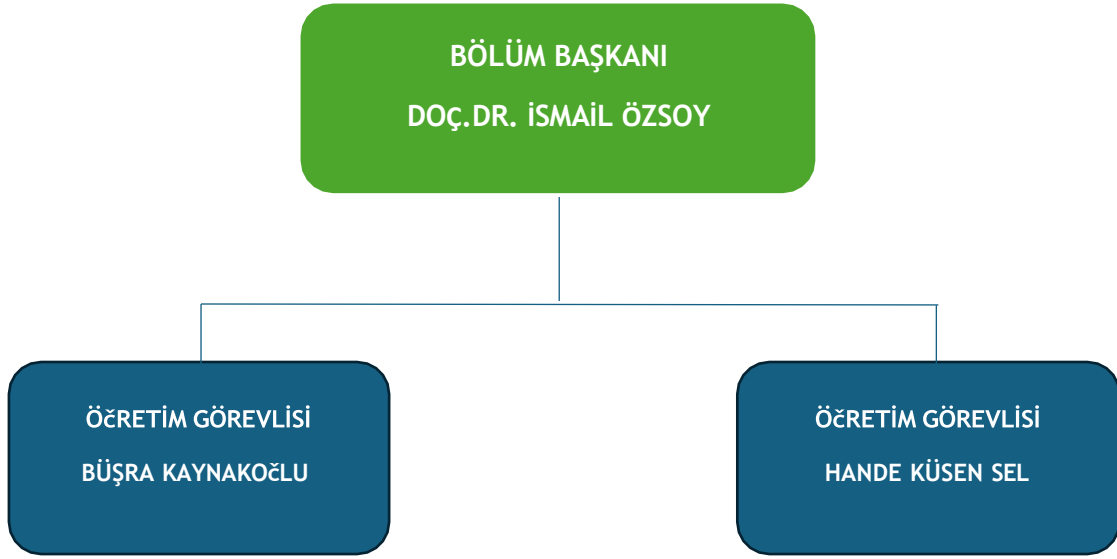 BÖLÜM BAŞKANI
DOÇ.DR. İSMAİL ÖZSOY
ÖčRETİM GÖREVLİSİ
BÜŞRA KAYNAKOčLU
ÖčRETİM GÖREVLİSİ
HANDE KÜSEN SEL